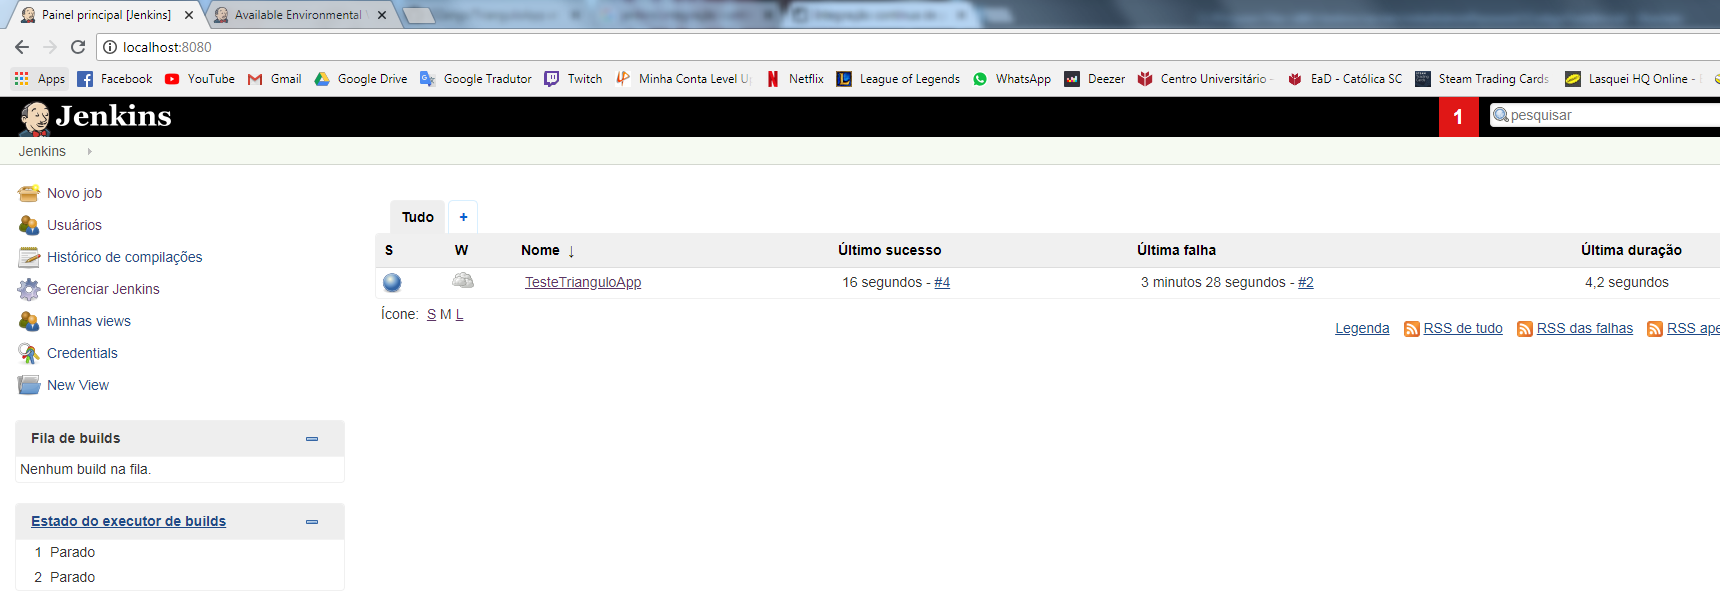 Painel principal [Jenkins]
Available Environmental
localhost:8080
Apps Facebook YouTube Gmail Google Drive Google Tradutor Twitch Minha Conta Level U Netflix League of Legends WhatsApp Deezer Centro Universitário - EaD - Católica SC Steam Trading Cards Lasquei HQ Online -
Jenkins 1 pesquisar
Jenkins
Novo job
Usuários
Histórico de compilações
Gerenciar Jenkins
Minhas views
Credentials
New View
Fila de builds
Nenhum build na fila.
Estado do executor de builds
1 Parado
2 Parado
Tudo +
S W Nome ↓ Último sucesso Última falha Última duração
TesteTrianguloApp 16 segundos - #4 3 minutos 28 segundos - #2 4,2 segundos
Ícone: S M L
Legenda RSS de tudo RSS das falhas RSS ape